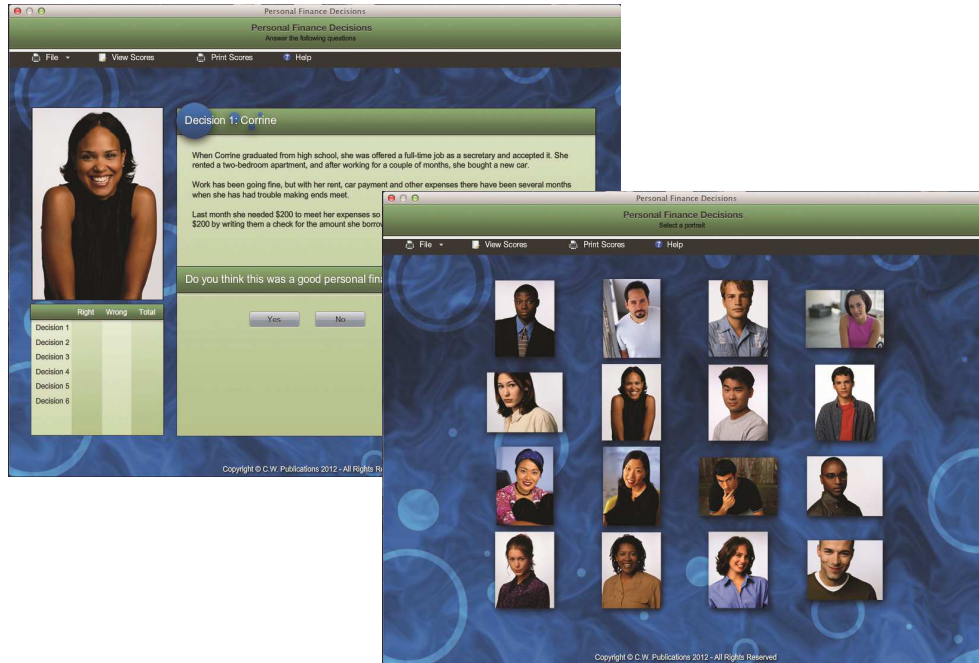 Personal Finance Decisions
Personal Finance Decisions
Answer the following questions
File View Scores Print Scores Help
Decision 1: Corrine
When Corrine graduated from high school, she was offered a full-time job as a secretary and accepted it. She
rented a two-bedroom apartment, and after working for a couple of months, she bought a new car.
Work has been going fine, but with her rent, car payment and other expenses there have been several months
when she has had trouble making ends meet.
Last month she needed $200 to meet her expenses so
$200 by writing them a check for the amount she
Do you think this was a good personal
Yes No
Right Wrong Total
Decision 1
Decision 2
Decision 3
Decision 4
Decision 5
Decision 6
Copyright © C.W. Publications 2012 - All Rights
Personal Finance Decisions
Personal Finance Decisions
Select a portrait
File View Scores Print Scores Help
Copyright © C.W. Publications 2012 - All Rights Reserved